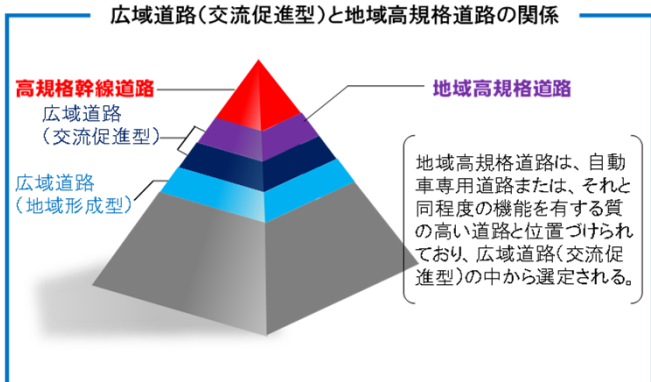 広域道路(交流促進型)と地域高規格道路の関係
高規格幹線道路
地域高規格道路
広域道路
(交流促進型)
広域道路
(地域形成型)
地域高規格道路は、自動
車専用道路または、それと
同程度の機能を有する質
の高い道路と位置づけられ
ており、広域道路(交流促
進型)の中から選定される。